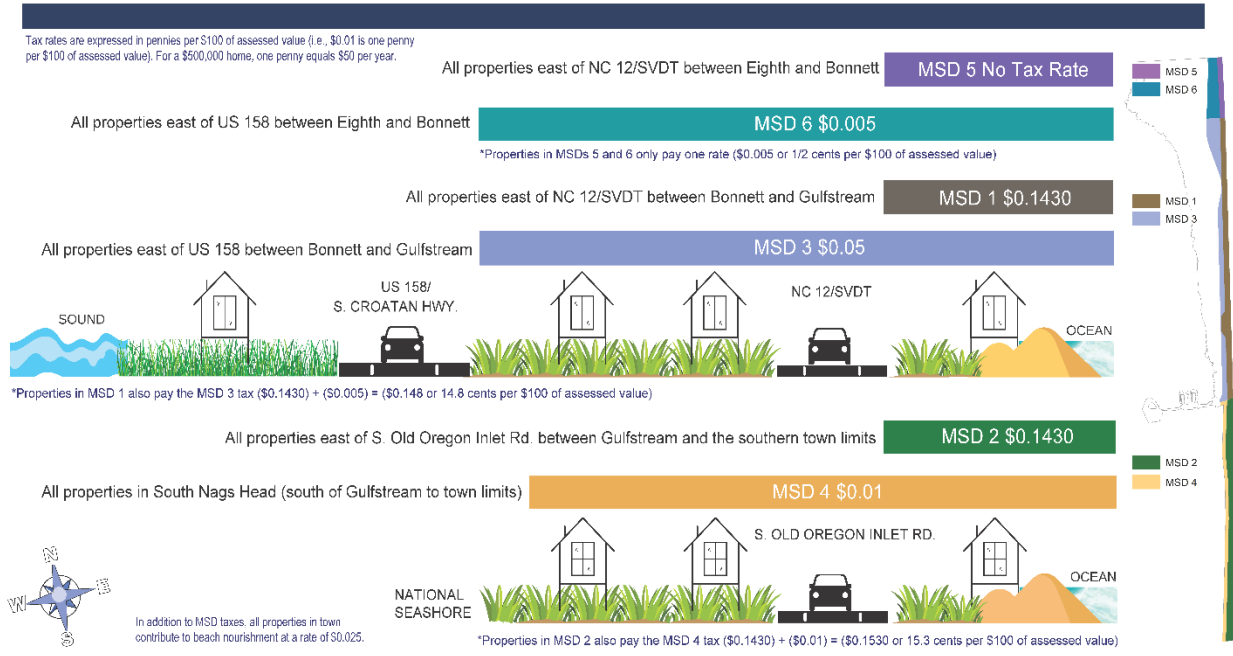 Tax rates are expressed in pennies per $100 of assessed value (i.e., $0.01 is one penny
per $100 of assessed value). For a $500,000 home, one penny equals $50 per year.
All properties east of NC 12/SVDT between Eighth and Bonnett
MSD 5 No Tax Rate
MSD 5
MSD 6
All properties east of US 158 between Eighth and Bonnett
MSD 6 $0.005
*Properties in MSDs 5 and 6 only pay one rate ($0.005 or 1/2 cents per $100 of assessed value)
All properties east of NC 12/SVDT between Bonnett and Gulfstream
MSD 1 $0.1430
MSD 1
MSD 3
All properties east of US 158 between Bonnett and Gulfstream
MSD 3 $0.05
SOUND
US 158/
S. CROATAN HWY.
NC 12/SVDT
OCEAN
*Properties in MSD 1 also pay the MSD 3 tax ($0.1430) + ($0.005) = ($0.148 or 14.8 cents per $100 of assessed value)
All properties east of S. Old Oregon Inlet Rd. between Gulfstream and the southern town limits
MSD 2 $0.1430
MSD 2
MSD 4
All properties in South Nags Head (south of Gulfstream to town limits)
MSD 4 $0.01
S. OLD OREGON INLET RD.
NATIONAL
SEASHORE
OCEAN
N
E
W
S
In addition to MSD taxes, all properties in town
contribute to beach nourishment at a rate of $0.025.
*Properties in MSD 2 also pay the MSD 4 tax ($0.1430) + ($0.01) = ($0.1530 or 15.3 cents per $100 of assessed value)